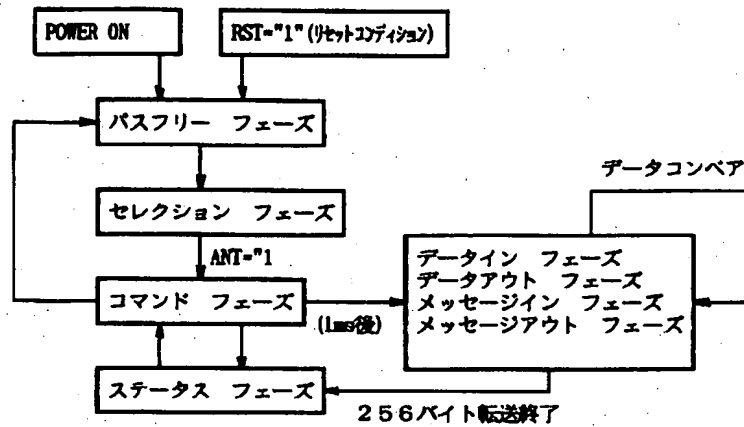 POWER ON
RST="1"(リセットコンディション)
バスフリー フェーズ
データコンペア
セレクション フェーズ
ANT="1
データイン フェーズ
データアウト フェーズ
メッセージイン フェーズ
メッセージアウト フェーズ
コマンド フェーズ
(1ms後)
ステータス フェーズ
256バイト転送終了